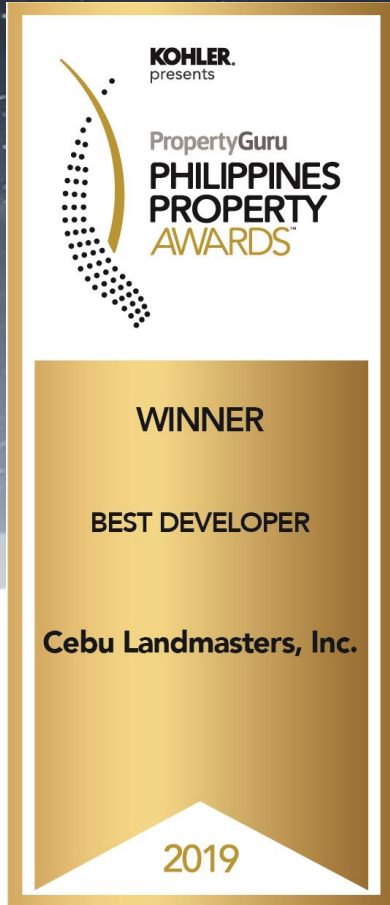 KOHLER.
presents
PropertyGuru
PHILIPPINES
PROPERTY
AWARDS™
WINNER
BEST DEVELOPER
Cebu Landmasters, Inc.
2019